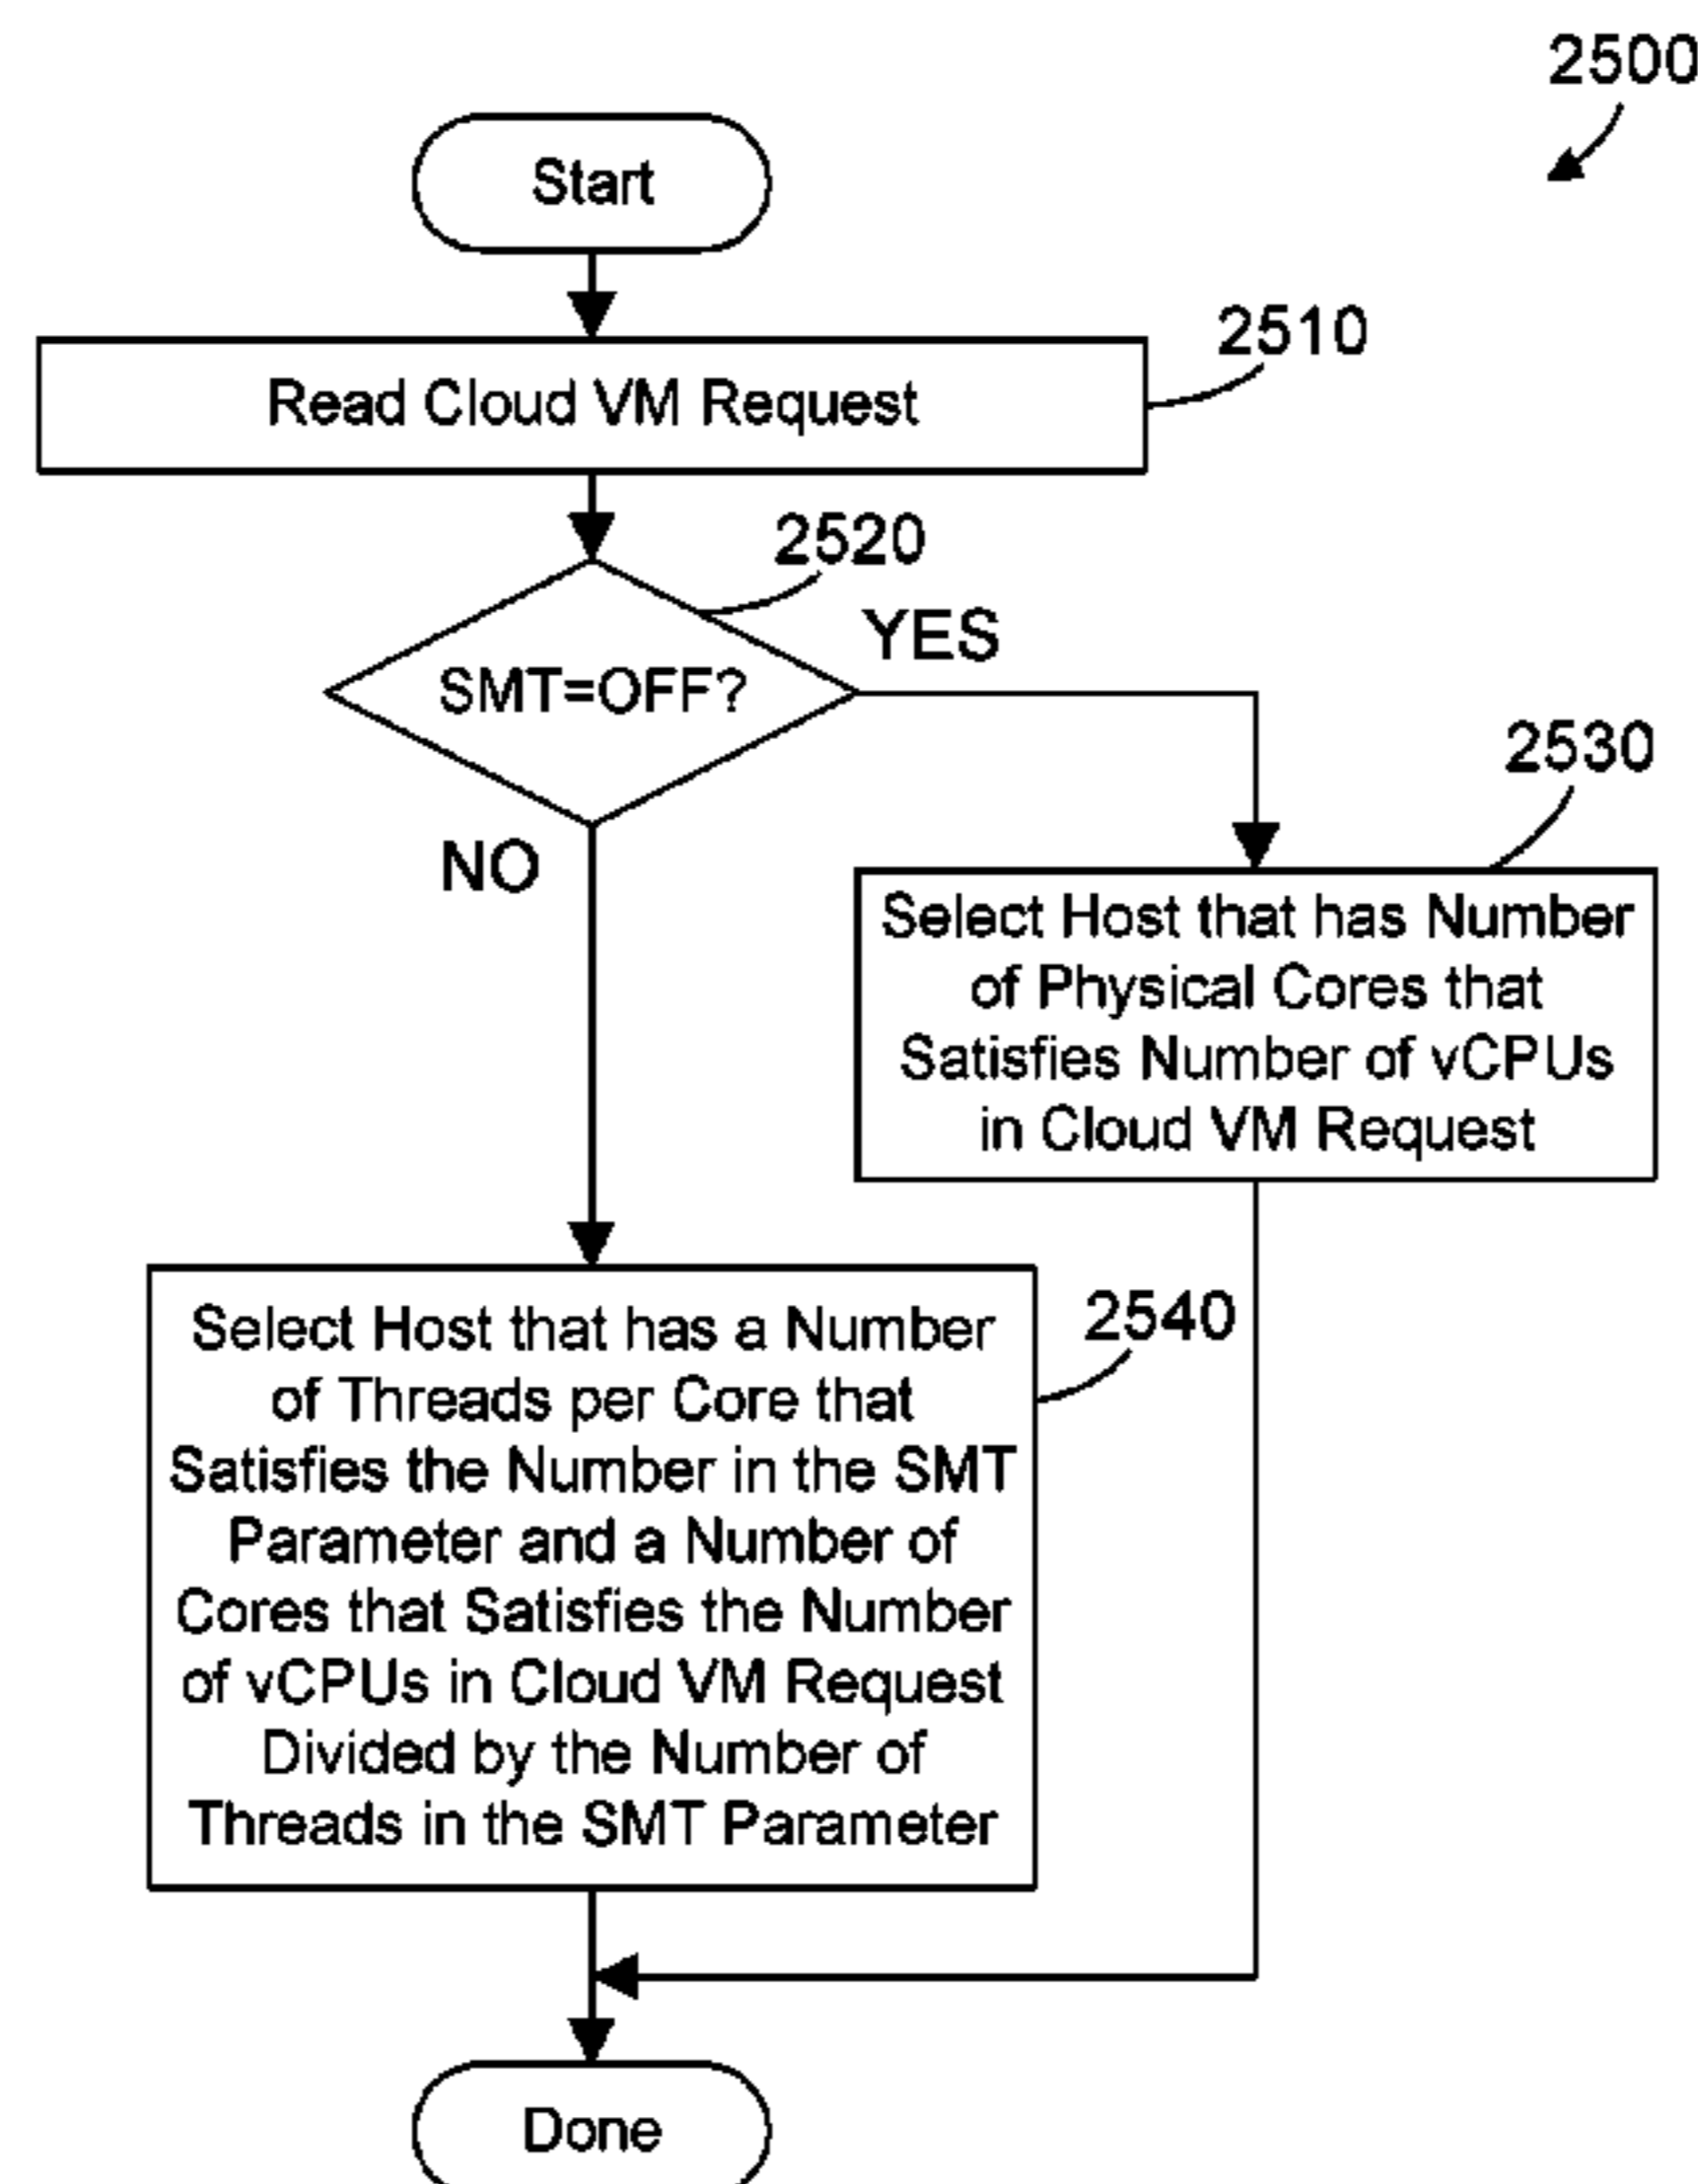 2500
Start
2510
Read Cloud VM Request
2520
YES
SMT=OFF?
2530
NO
Select Host that has Number
of Physical Cores that
Satisfies Number of vCPUs
in Cloud VM Request
2540
Select Host that has a Number
of Threads per Core that
Satisfies the Number in the SMT
Parameter and a Number of
Cores that Satisfies the Number
of vCPUs in Cloud VM Request
Divided by the Number of
Threads in the SMT Parameter
Done